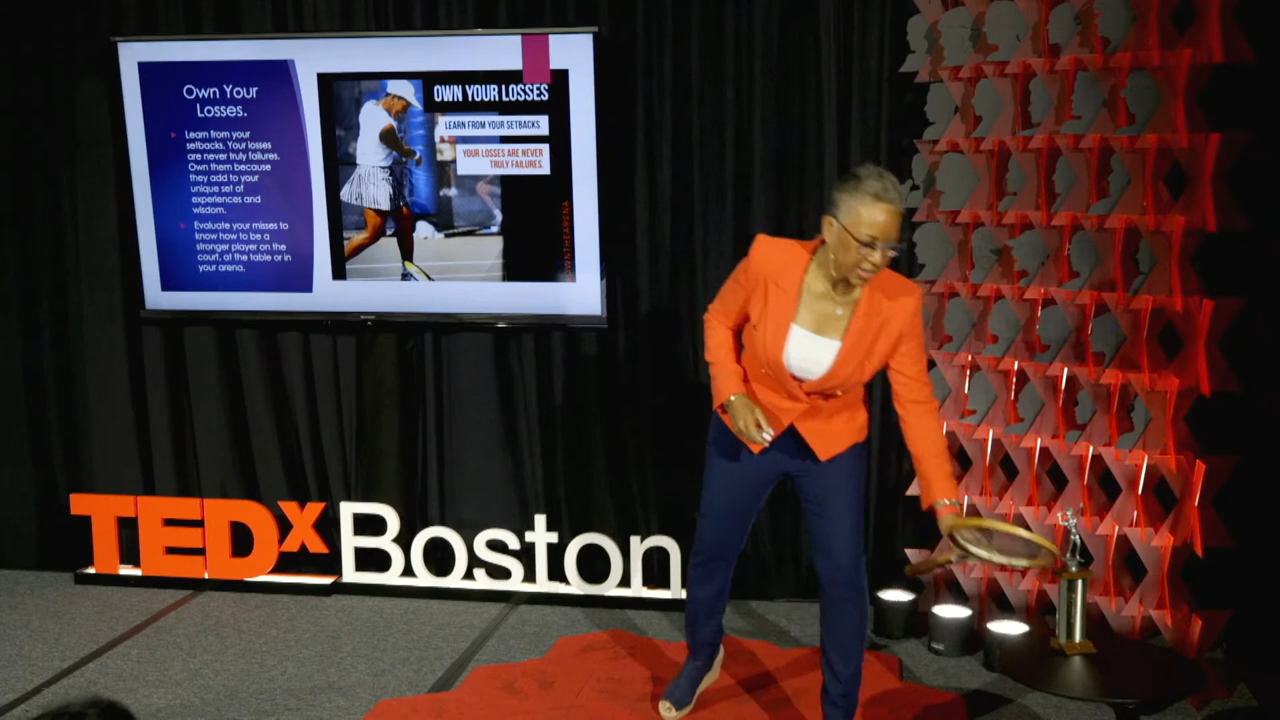 Own Your
Losses.
Learn from your
setbacks. Your losses
are never truly failures.
Own them because
they add to your
unique set of
experiences and
wisdom.
Evaluate your misses to
know how to be a
stronger player on the
court, at the table or in
your arena.
OWN YOUR LOSSES
LEARN FROM YOUR SETBACKS.
YOUR LOSSES ARE NEVER
TRULY FAILURES.
TEDxBoston